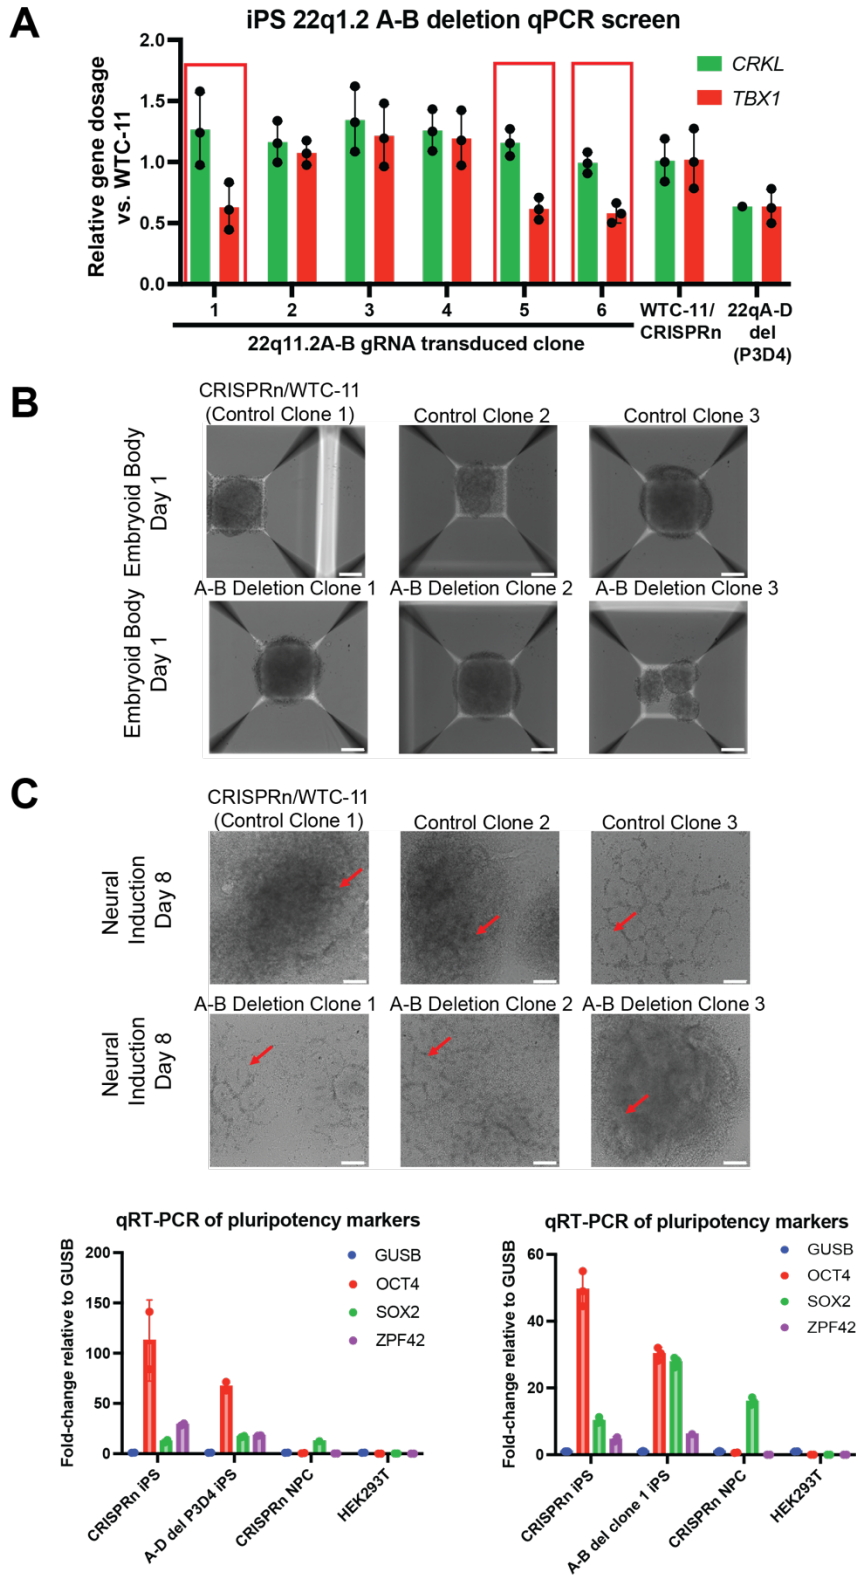 A
iPS 22q1.2 A-B deletion qPCR screen
Relative gene dosage
vs. WTC-11
2.0
1.5
1.0
0.5
0.0
CRKL
TBX1
1
2
3
4
5
6
WTC-11/
CRISPRn
22qA-D
del
(P3D4)
22q11.2A-B gRNA transduced clone
B
CRISPRn/WTC-11
(Control Clone 1)
Control Clone 2
Control Clone 3
Embryoid Body
Day 1
A-B Deletion Clone 1
A-B Deletion Clone 2
A-B Deletion Clone 3
Embryoid Body
Day 1
C
CRISPRn/WTC-11
(Control Clone 1)
Control Clone 2
Control Clone 3
Neural
Induction
Day 8
A-B Deletion Clone 1
A-B Deletion Clone 2
A-B Deletion Clone 3
Neural
Induction
Day 8
qRT-PCR of pluripotency markers
Fold-change relative to GUSB
200
150
100
50
0
GUSB
OCT4
SOX2
ZPF42
CRISPRn iPS
A-D del P3D4 iPS
CRISPRn NPC
HEK293T
qRT-PCR of pluripotency markers
Fold-change relative to GUSB
60
40
20
0
GUSB
OCT4
SOX2
ZPF42
CRISPRn iPS
A-B del clone 1 iPS
CRISPRn NPC
HEK293T